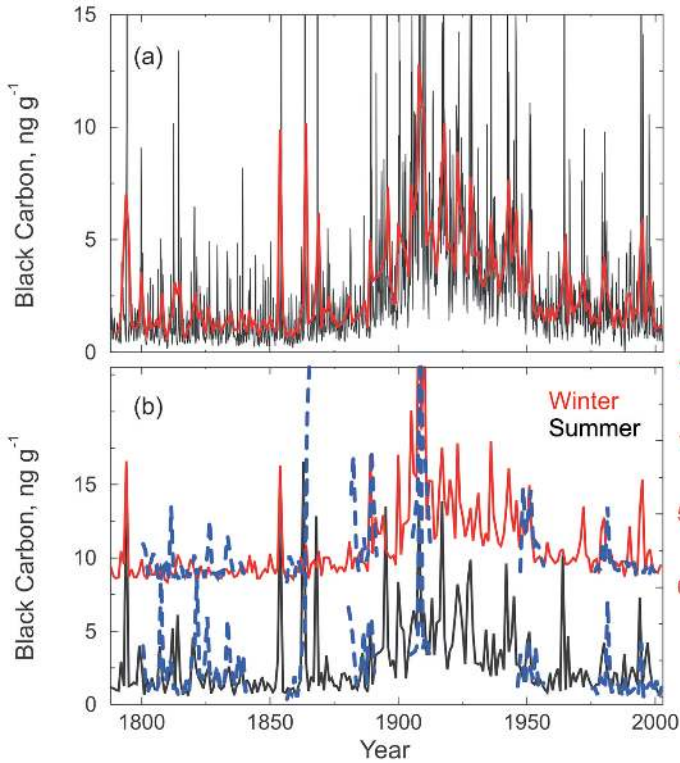 15
(a)
10
5
0
Black Carbon, ng g⁻¹
(b)
Winter
Summer
15
10
5
0
Black Carbon, ng g⁻¹
1800 1850 1900 1950 2000
Year